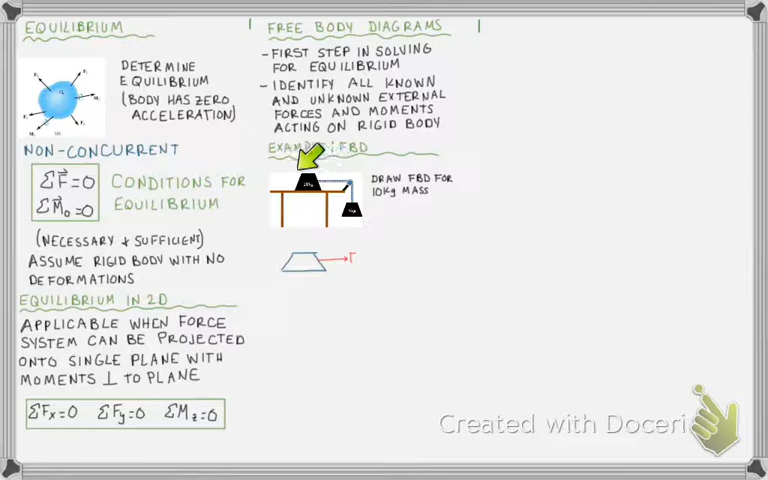 EQUILIBRIUM
DETERMINE
EQUILIBRIUM
(BODY HAS ZERO
ACCELERATION)
NON-CONCURRENT
ΣF⃗=0
ΣM⃗₀=0
CONDITIONS FOR
EQUILIBRIUM
(NECESSARY + SUFFICIENT)
ASSUME RIGID BODY WITH NO
DEFORMATIONS
EQUILIBRIUM IN 2D
APPLICABLE WHEN FORCE
SYSTEM CAN BE PROJECTED
ONTO SINGLE PLANE WITH
MOMENTS ⊥ TO PLANE
ΣFx=0 ΣFy=0 ΣMz=0
FREE BODY DIAGRAMS
- FIRST STEP IN SOLVING
FOR EQUILIBRIUM
- IDENTIFY ALL KNOWN
AND UNKNOWN EXTERNAL
FORCES AND MOMENTS
ACTING ON RIGID BODY
FBD
DRAW FBD FOR
10kg MASS
Created with Doceri